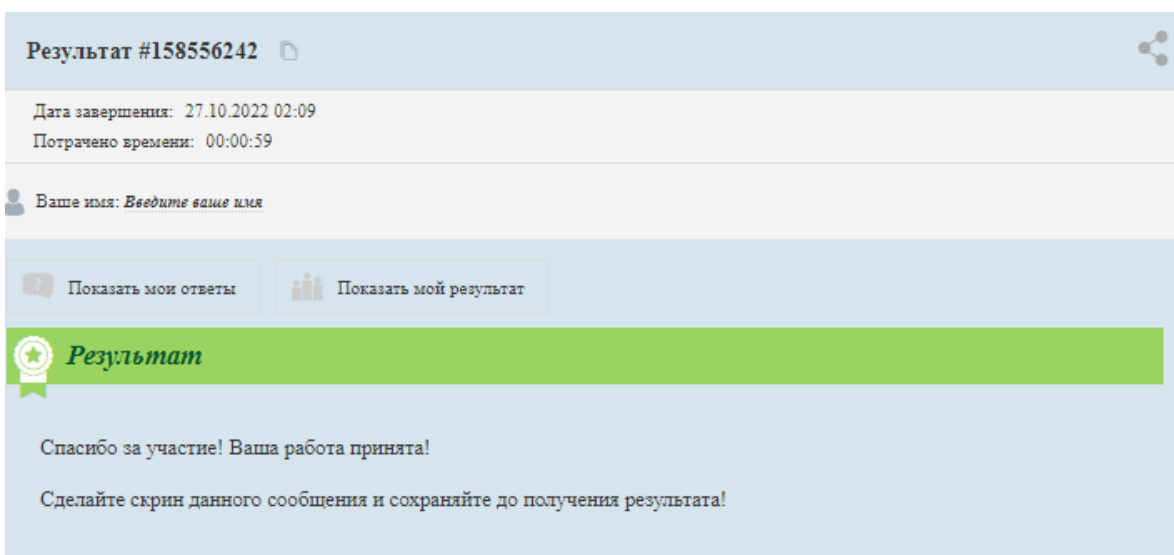 Результат #158556242
Дата завершения: 27.10.2022 02:09
Потрачено времени: 00:00:59
Ваше имя: Введите ваше имя
Показать мои ответы
Показать мой результат
Результат
Спасибо за участие! Ваша работа принята!
Сделайте скрин данного сообщения и сохраняйте до получения результата!